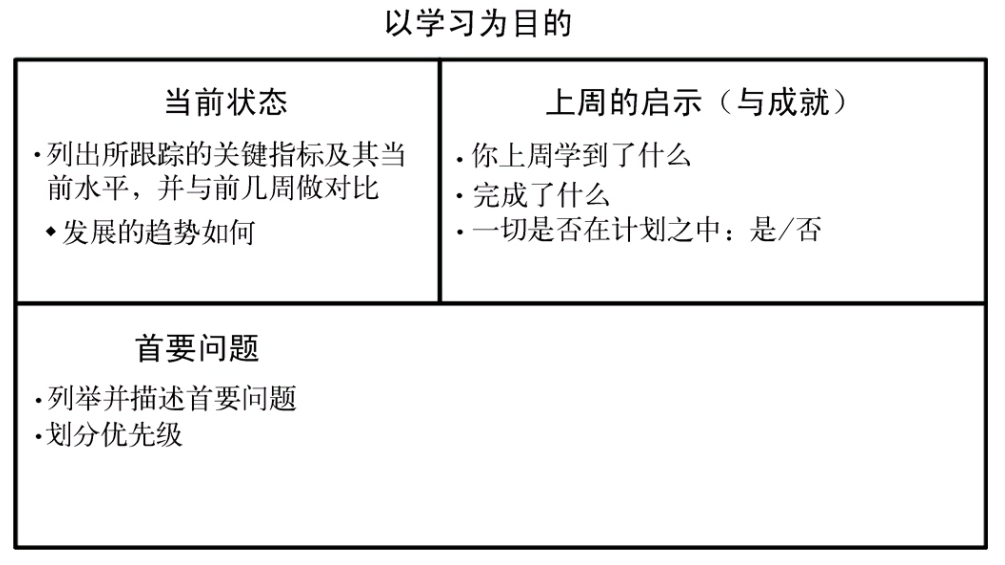 以学习为目的
当前状态
·列出所跟踪的关键指标及其当
前水平，并与前几周做对比
◆发展的趋势如何
上周的启示（与成就）
·你上周学到了什么
·完成了什么
·一切是否在计划之中：是/否
首要问题
·列举并描述首要问题
·划分优先级